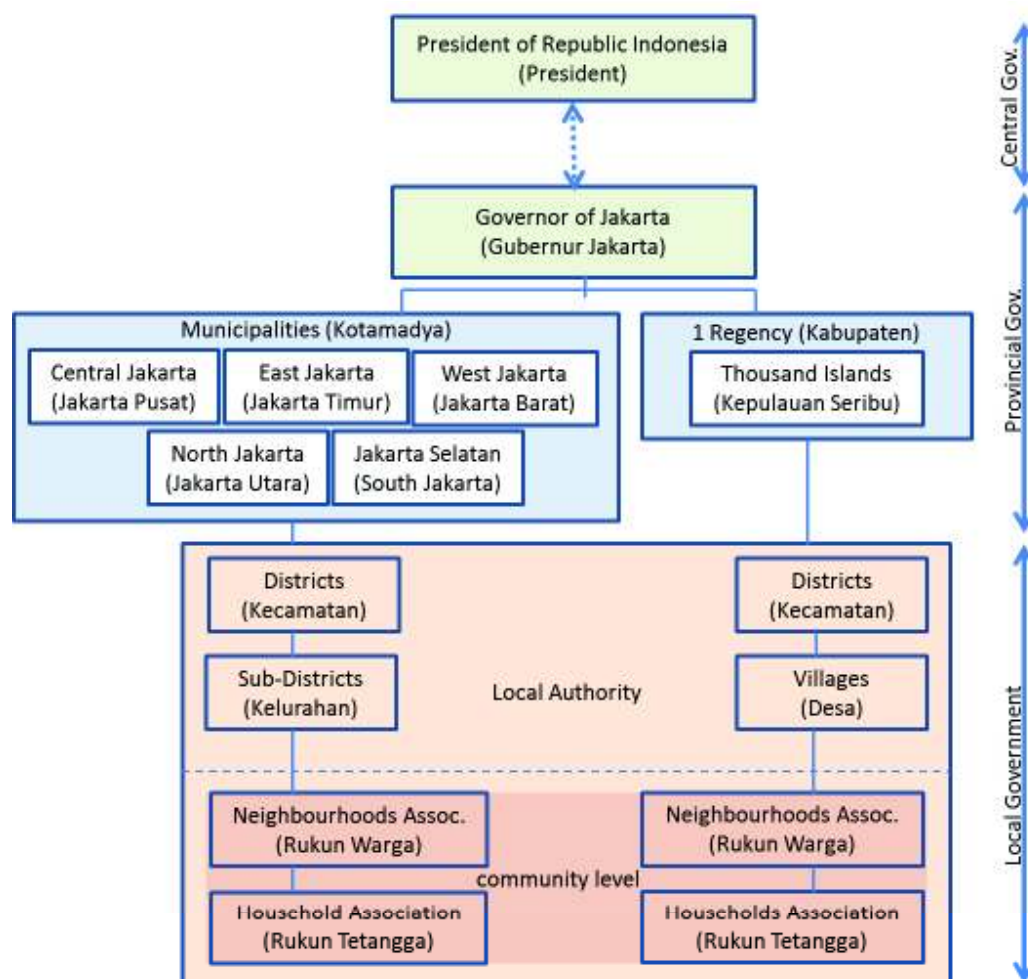 President of Republic Indonesia
(President)
Central Gov.
Governor of Jakarta
(Gubernur Jakarta)
Provincial Gov.
Municipalities (Kotamadya)
Central Jakarta
(Jakarta Pusat)
East Jakarta
(Jakarta Timur)
West Jakarta
(Jakarta Barat)
North Jakarta
(Jakarta Utara)
Jakarta Selatan
(South Jakarta)
1 Regency (Kabupaten)
Thousand Islands
(Kepulauan Seribu)
Districts
(Kecamatan)
Districts
(Kecamatan)
Sub-Districts
(Kelurahan)
Local Authority
Villages
(Desa)
Local Government
Neighbourhoods Assoc.
(Rukun Warga)
Neighbourhoods Assoc.
(Rukun Warga)
community level
Household Association
(Rukun Tetangga)
Households Association
(Rukun Tetangga)